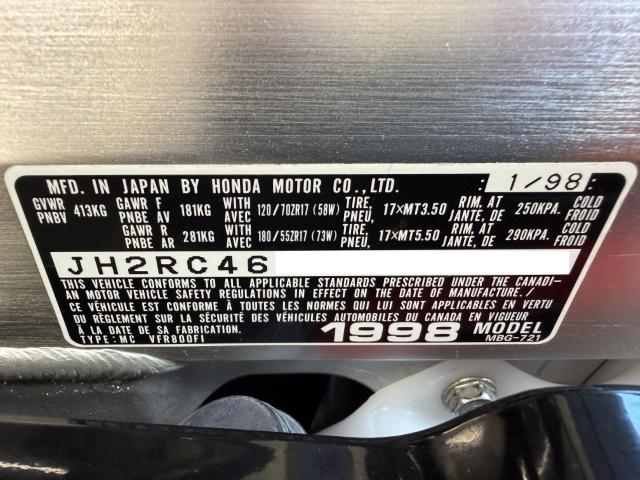 MFD. IN JAPAN BY HONDA MOTOR CO.,LTD. : 1/98 :
GVWR PNBV 413KG GAWR F PNBE AV 181KG WITH AVEC 120/70ZR17 (58W) TIRE, PNEU, 17×MT3.50 RIM, AT JANTE, DE 250KPA. COLD FROID
GAWR R PNBE AR 281KG WITH AVEC 180/55ZR17 (73W) TIRE, PNEU, 17×MT5.50 RIM, AT JANTE, DE 290KPA. COLD FROID
JH2RC46
THIS VEHICLE CONFORMS TO ALL APPLICABLE STANDARDS PRESCRIBED UNDER THE CANADI-
AN MOTOR VEHICLE SAFETY REGULATIONS IN EFFECT ON THE DATE OF MANUFACTURE./
CE VÉHICULE EST CONFORME À TOUTES LES NORMES QUI LUI SONT APPLICABLES EN VERTU
DU RÈGLEMENT SUR LA SÉCURITÉ DES VÉHICULES AUTOMOBILES DU CANADA EN VIGUEUR
À LA DATE DE SA FABRICATION.
TYPE:MC VFR800FI 1998 MODEL
MBG-721